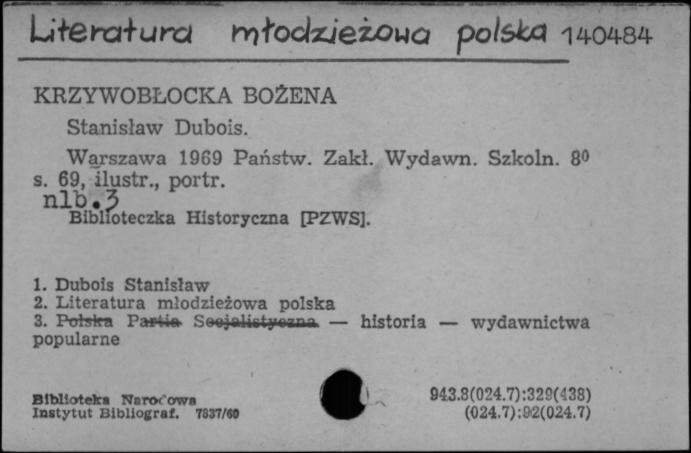 Literatura młodzieżowa polska 140484
KRZYWOBŁOCKA BOŻENA
Stanisław Dubois.
Warszawa 1969 Państw. Zakł. Wydawn. Szkoln. 8⁰
s. 69, ilustr., portr.
nlb.3
Biblioteczka Historyczna [PZWS].
1. Dubois Stanisław
2. Literatura młodzieżowa polska
3. Polska Partia Socjalistyczna — historia — wydawnictwa
popularne
Biblioteka Narodowa
Instytut Bibliograf. 7837/69
943.8(024.7):329(438)
(024.7):92(024.7)